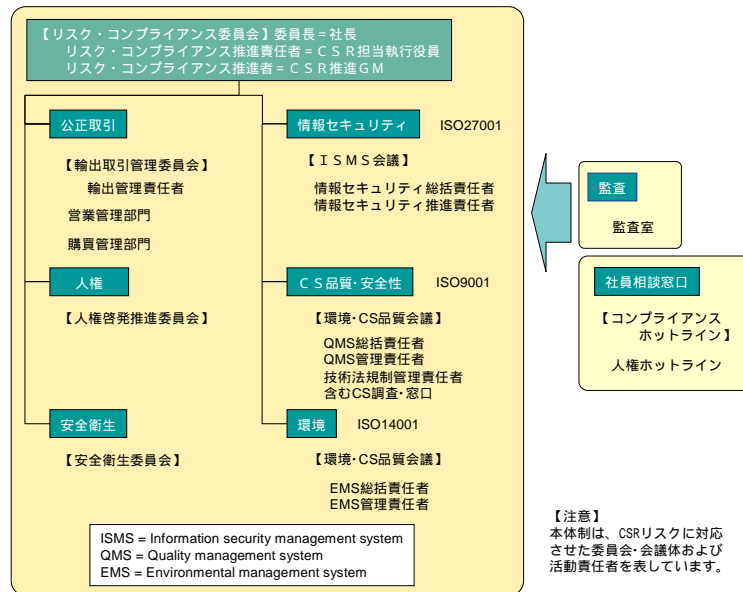 【リスク・コンプライアンス委員会】委員長＝社長
リスク・コンプライアンス推進責任者＝ＣＳＲ担当執行役員
リスク・コンプライアンス推進者＝ＣＳＲ推進ＧＭ
公正取引
【輸出取引管理委員会】
輸出管理責任者
営業管理部門
購買管理部門
人権
【人権啓発推進委員会】
安全衛生
【安全衛生委員会】
情報セキュリティ ISO27001
【ＩＳＭＳ会議】
情報セキュリティ総括責任者
情報セキュリティ推進責任者
ＣＳ品質・安全性 ISO9001
【環境・CS品質会議】
QMS総括責任者
QMS管理責任者
技術法規制管理責任者
含むCS調査・窓口
環境 ISO14001
【環境・CS品質会議】
EMS総括責任者
EMS管理責任者
ISMS = Information security management system
QMS = Quality management system
EMS = Environmental management system
監査
監査室
社員相談窓口
【コンプライアンス
ホットライン】
人権ホットライン
【注意】
本体制は、CSRリスクに対応
させた委員会・会議体および
活動責任者を表しています。